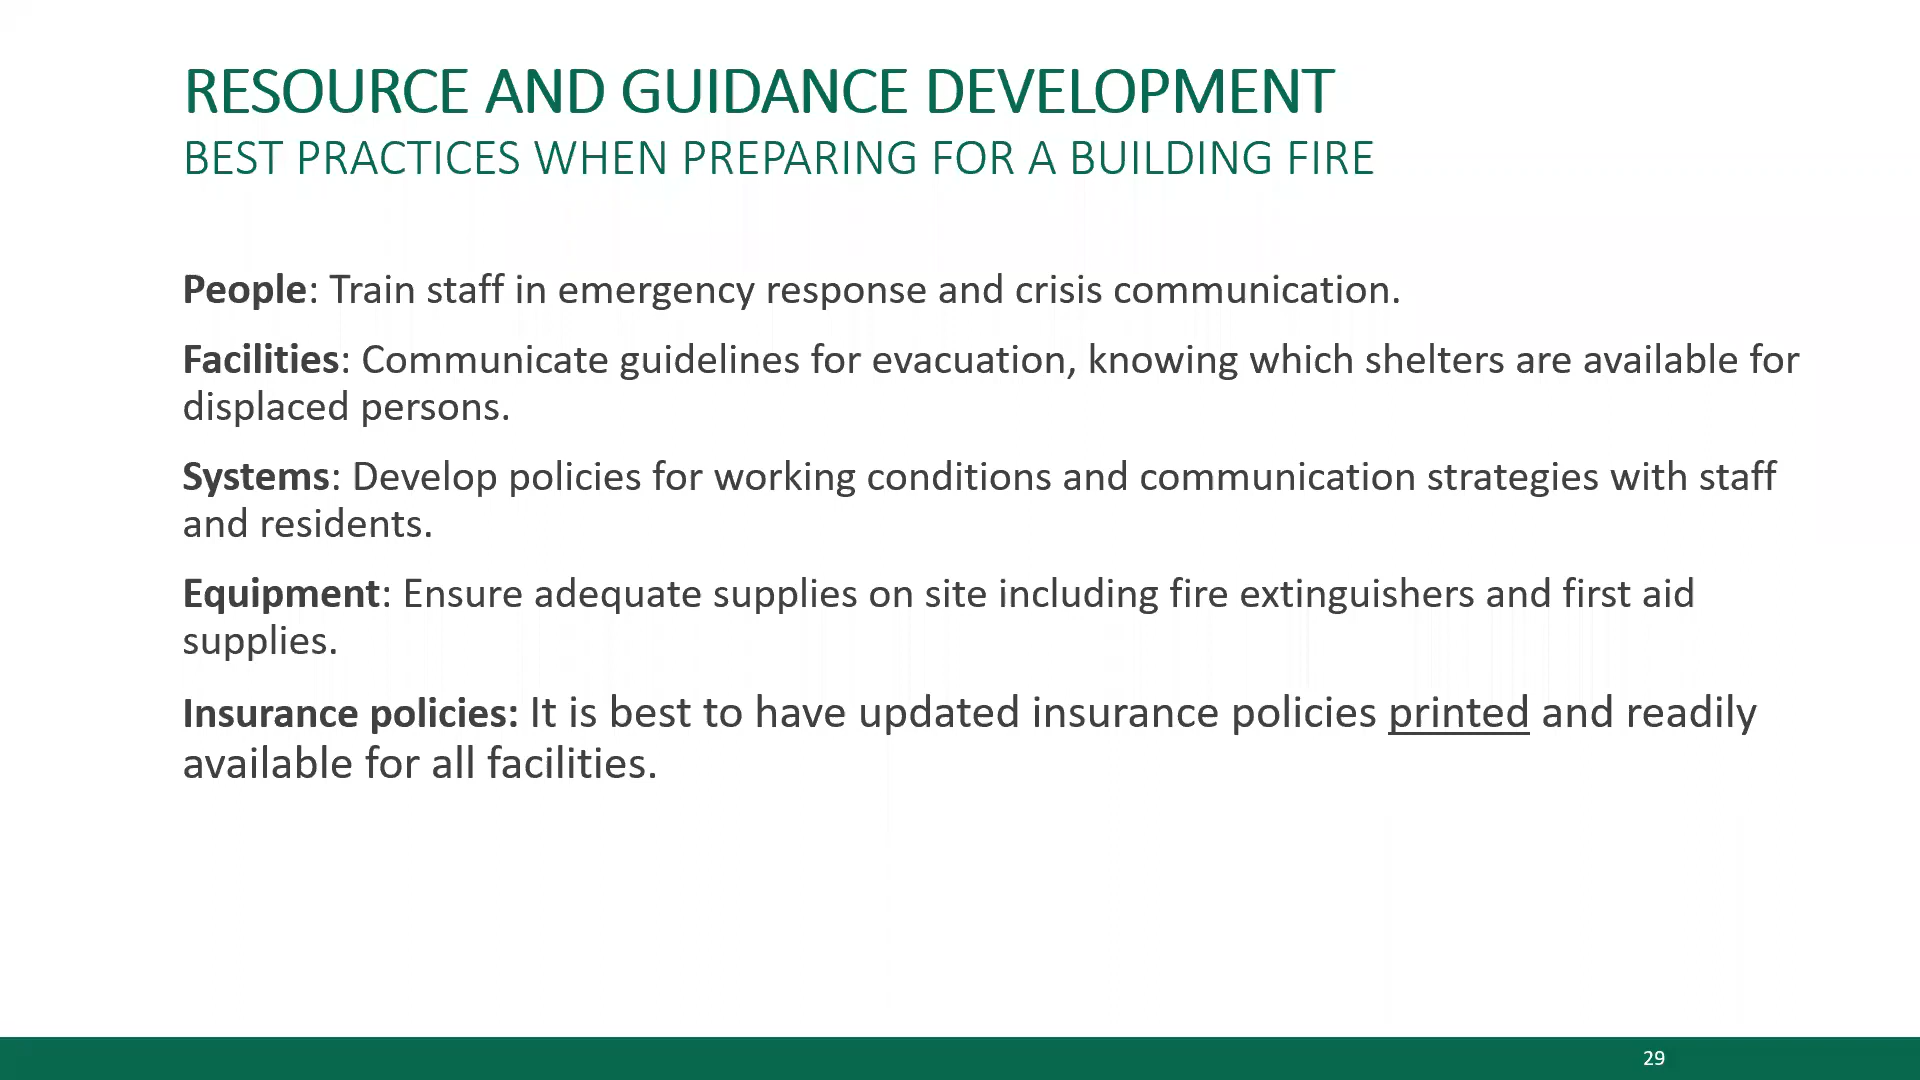 RESOURCE AND GUIDANCE DEVELOPMENT
BEST PRACTICES WHEN PREPARING FOR A BUILDING FIRE
People: Train staff in emergency response and crisis communication.
Facilities: Communicate guidelines for evacuation, knowing which shelters are available for
displaced persons.
Systems: Develop policies for working conditions and communication strategies with staff
and residents.
Equipment: Ensure adequate supplies on site including fire extinguishers and first aid
supplies.
Insurance policies: It is best to have updated insurance policies printed and readily
available for all facilities.
29